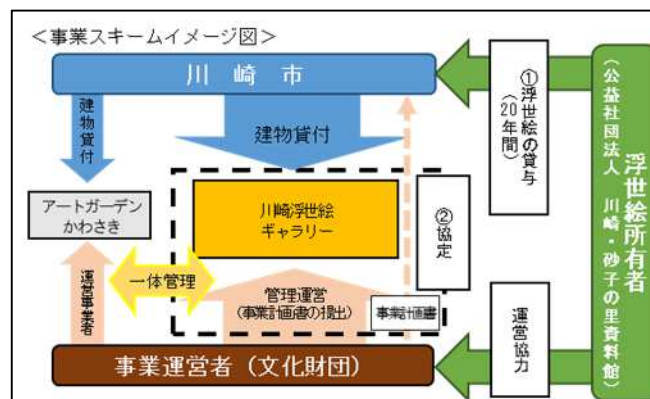 ＜事業スキームイメージ図＞
川崎市
建物貸付
建物貸付
①浮世絵の貸与
（20年間）
浮世絵所有者
（公益社団法人　川崎・砂子の里資料館）
アートガーデン
かわさき
川崎浮世絵
ギャラリー
②協定
運営事業者
一体管理
管理運営
（事業計画書の提出）
事業計画書
運営協力
事業運営者（文化財団）